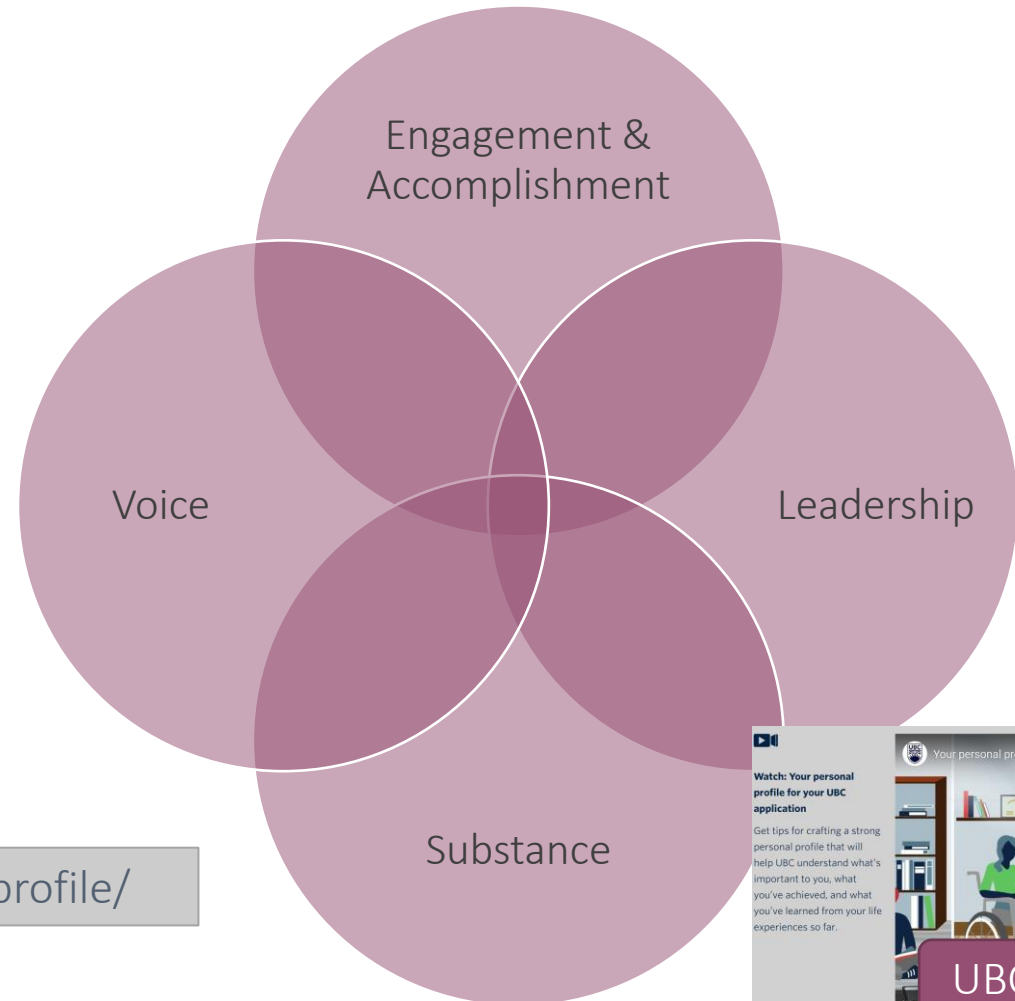 Engagement &
Accomplishment
Voice
Leadership
Substance
profile/
Watch: Your personal
profile for your UBC
application
Get tips for crafting a strong
personal profile that will
help UBC understand what's
important to you, what
you've achieved, and what
you've learned from your life
experiences so far.
UBC
Your personal
UBC